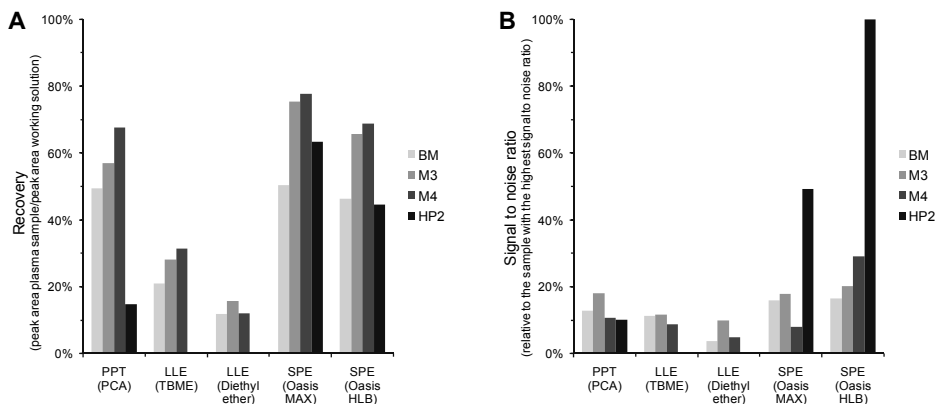 A
Recovery
(peak area plasma sample/peak area working solution)
100%
80%
60%
40%
20%
0%
PPT
(PCA)
LLE
(TBME)
LLE
(Diethyl
ether)
SPE
(Oasis
MAX)
SPE
(Oasis
HLB)
BM
M3
M4
HP2
B
Signal to noise ratio
(relative to the sample with the highest signal to noise ratio)
100%
80%
60%
40%
20%
0%
PPT
(PCA)
LLE
(TBME)
LLE
(Diethyl
ether)
SPE
(Oasis
MAX)
SPE
(Oasis
HLB)
BM
M3
M4
HP2